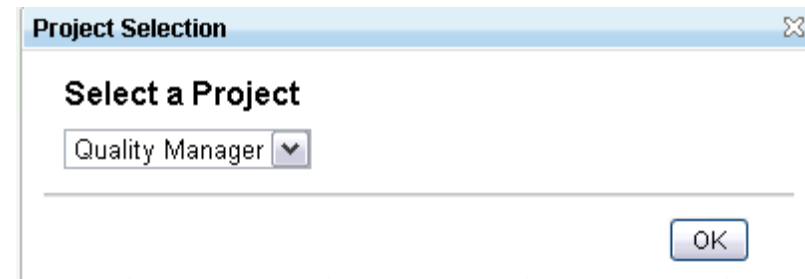 Project Selection
Select a Project
Quality Manager
OK